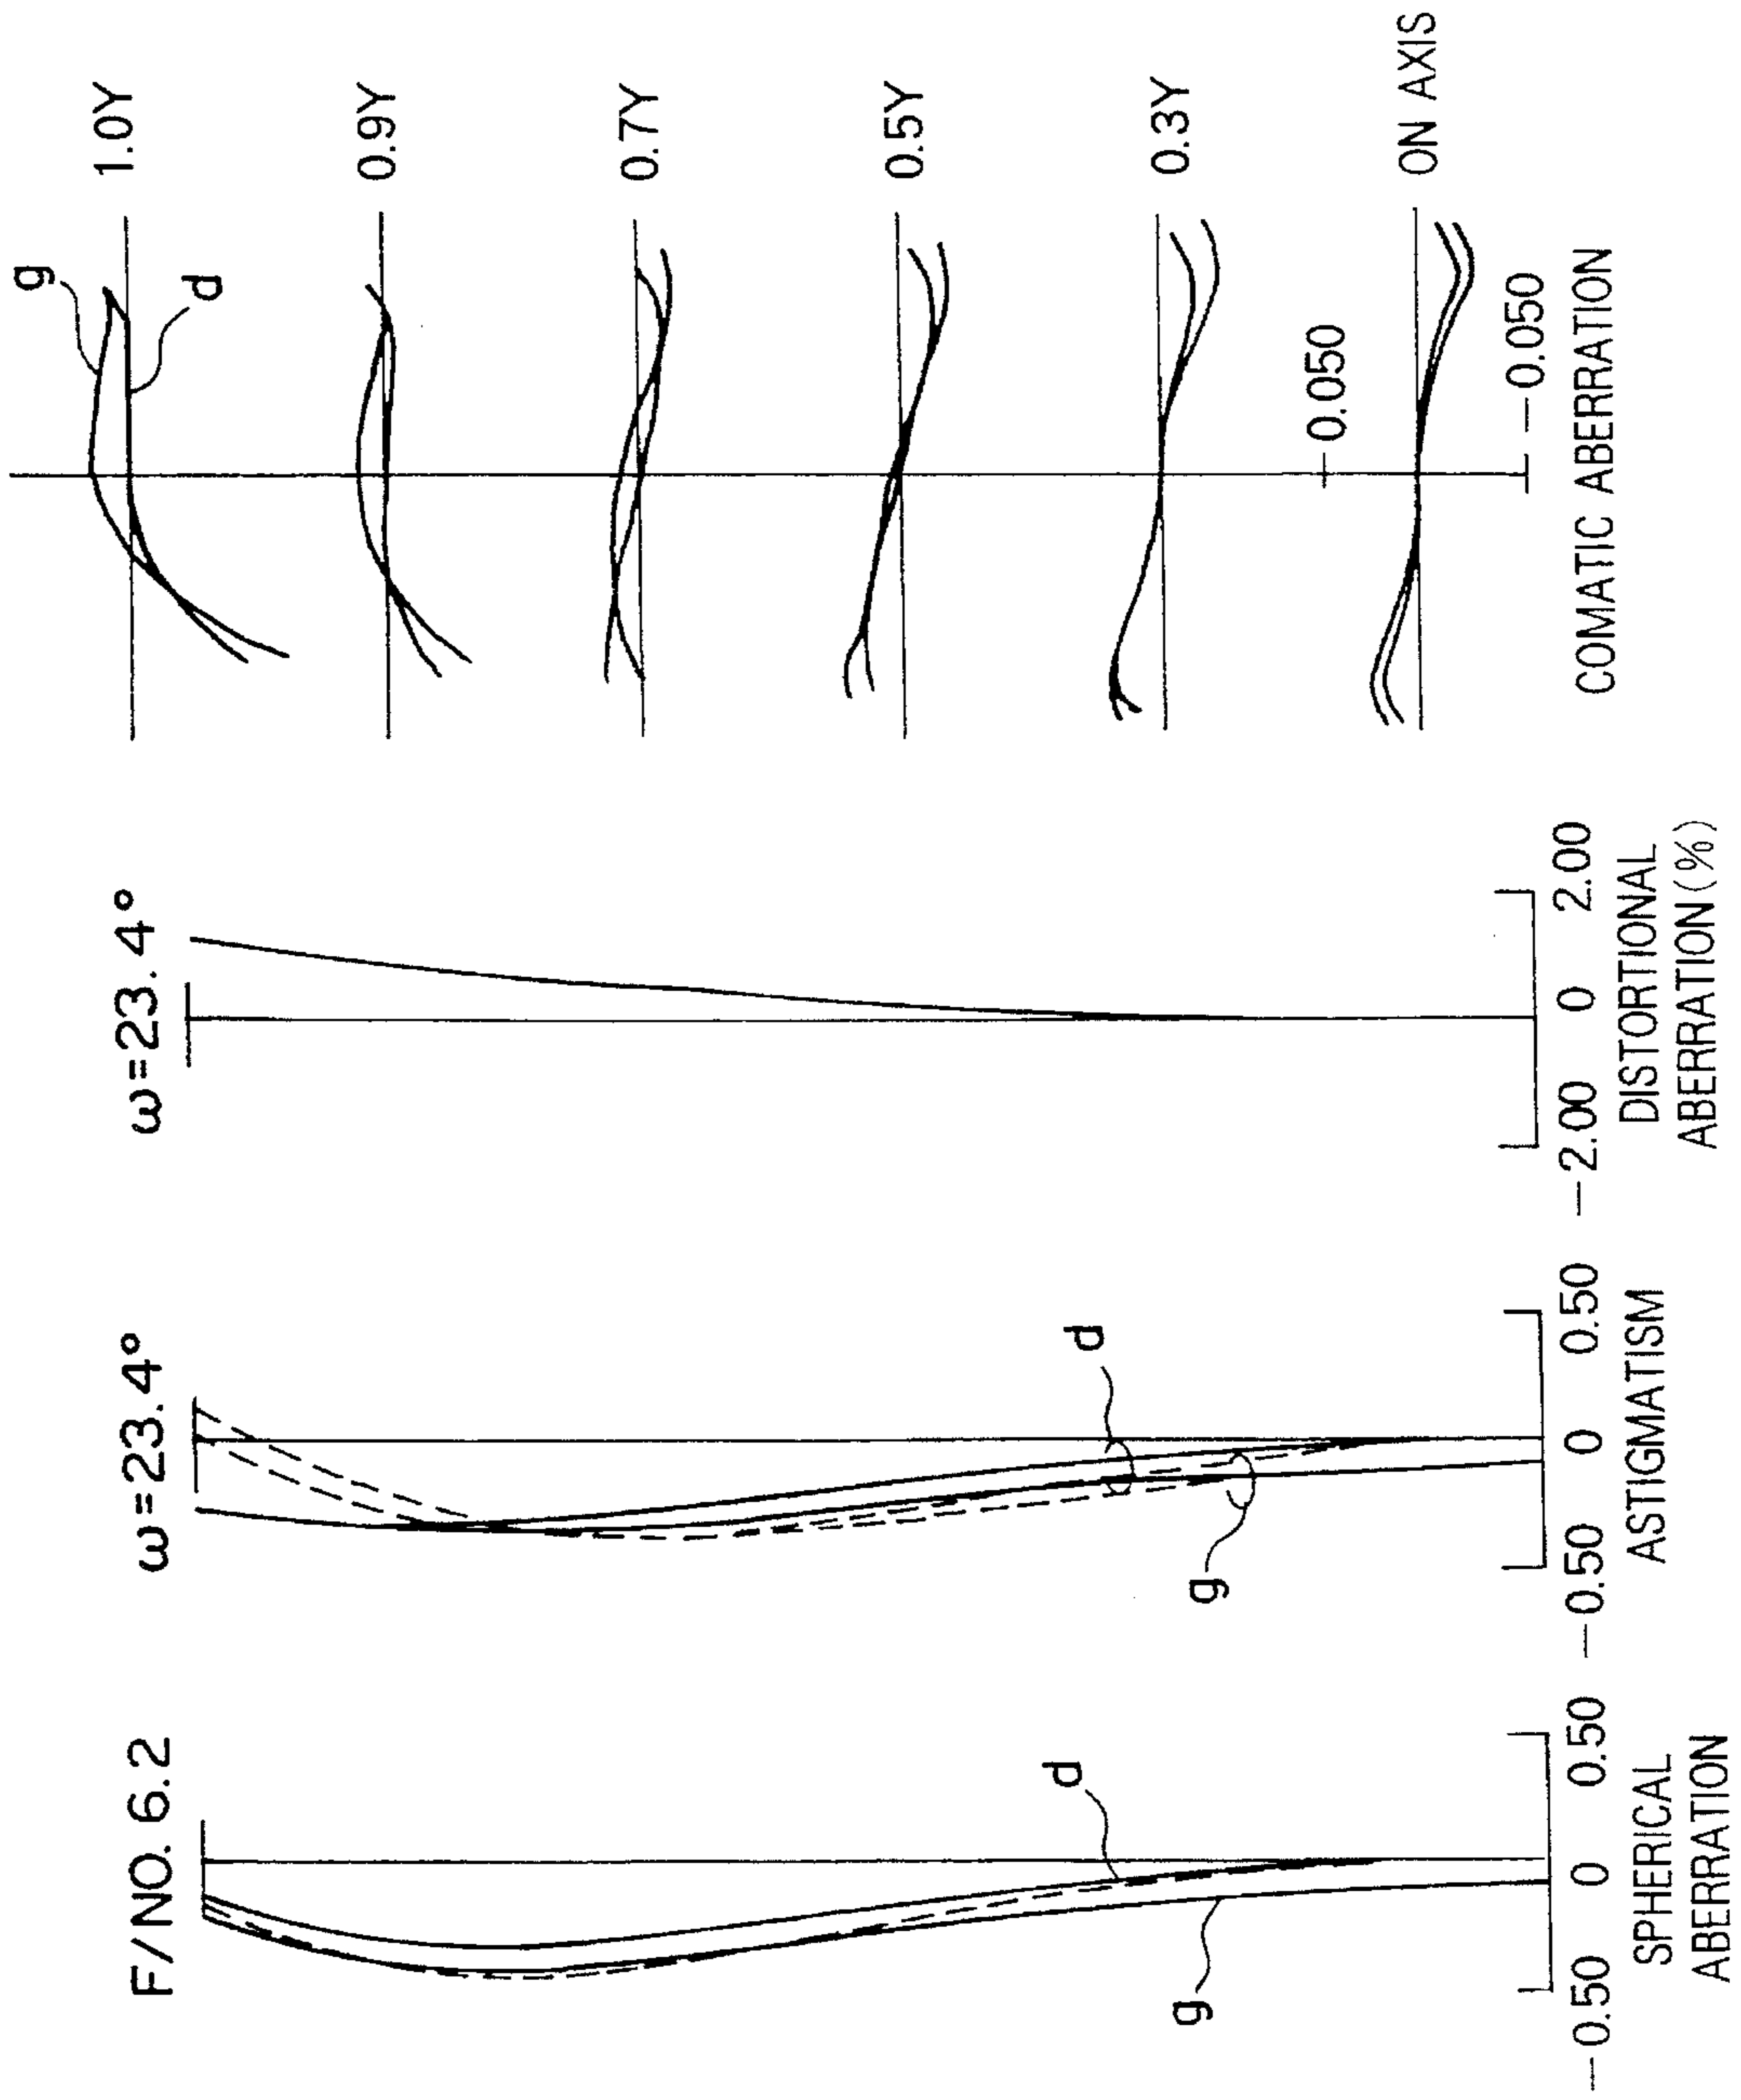 F/NO. 6.2
d
g
−0.50 0 0.50
SPHERICAL
ABERRATION
ω=23.4°
d
g
−0.50 0 0.50
ASTIGMATISM
ω=23.4°
−2.00 0 2.00
DISTORTIONAL
ABERRATION(%)
g
d
1.0Y
0.9Y
0.7Y
0.5Y
0.3Y
0.050
ON AXIS
−0.050
COMATIC ABERRATION